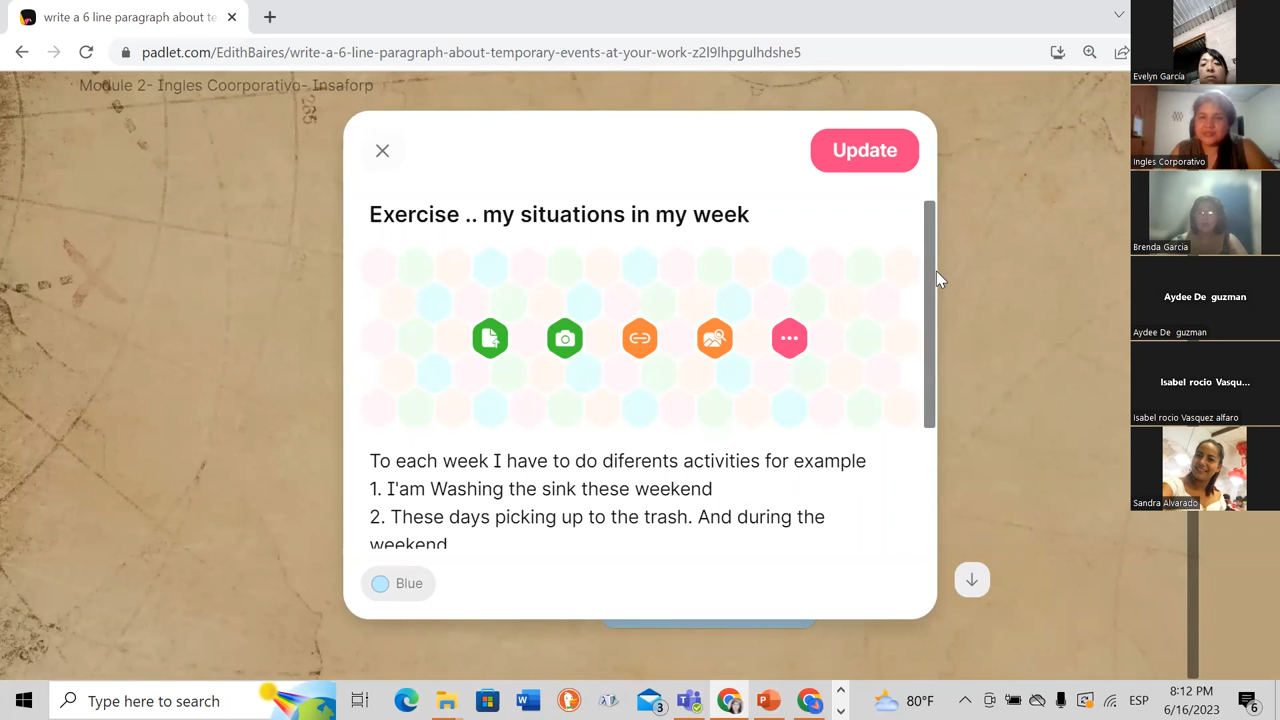 write a 6 line paragraph about te
padlet.com/EdithBaires/write-a-6-line-paragraph-about-temporary-events-at-your-work-z2l9lhpgulhdshe5
Module 2- Ingles Coorporativo- Insaforp
Update
Exercise .. my situations in my week
To each week I have to do diferents activities for example
1. I'am Washing the sink these weekend
2. These days picking up to the trash. And during the
weekend
Blue
Evelyn García
Ingles Corporativo
Brenda García
Aydee De guzman
Aydee De guzman
Isabel rocio Vasqu...
Isabel rocio Vasquez alfaro
Sandra Alvarado
Type here to search
3
80°F
ESP
8:12 PM
6/16/2023
6